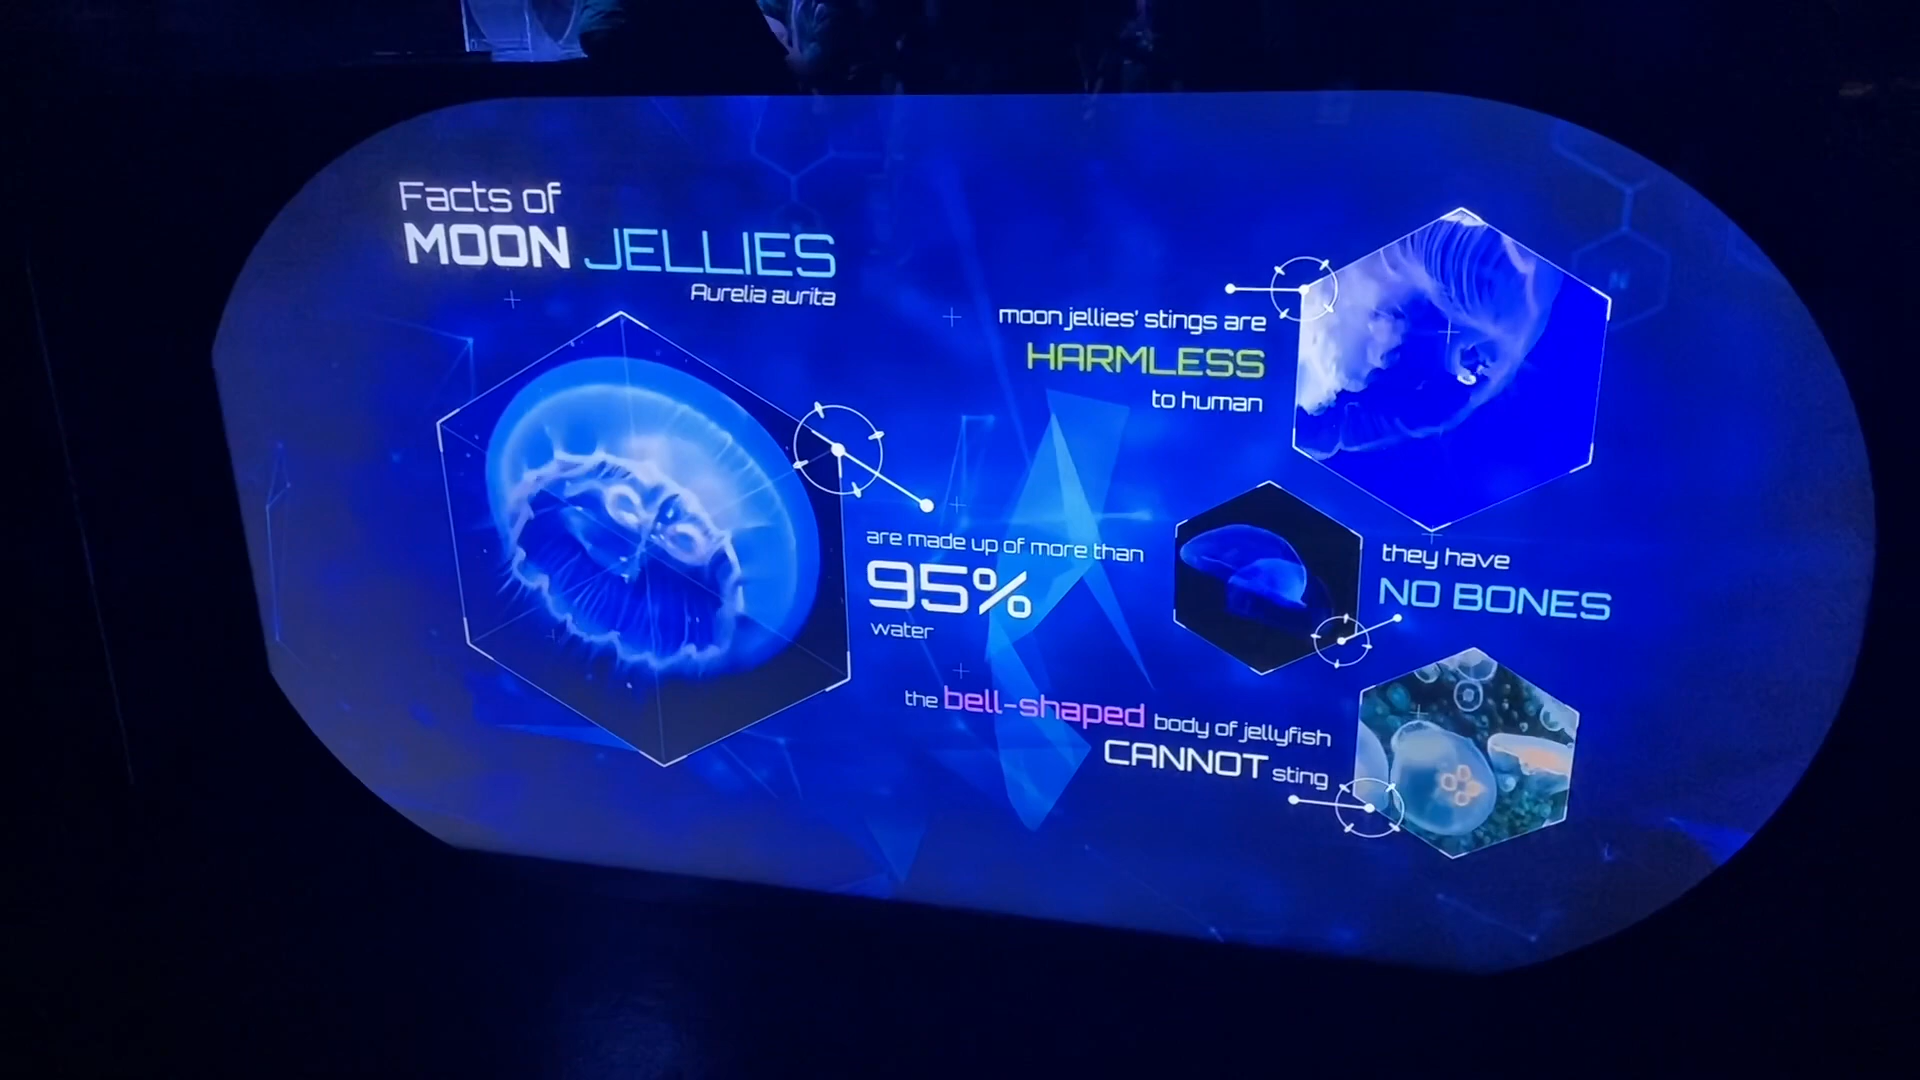 Facts of
MOON JELLIES
Aurelia aurita
are made up of more than
95%
water
moon jellies' stings are
HARMLESS
to human
they have
NO BONES
the bell-shaped body of jellyfish
CANNOT sting